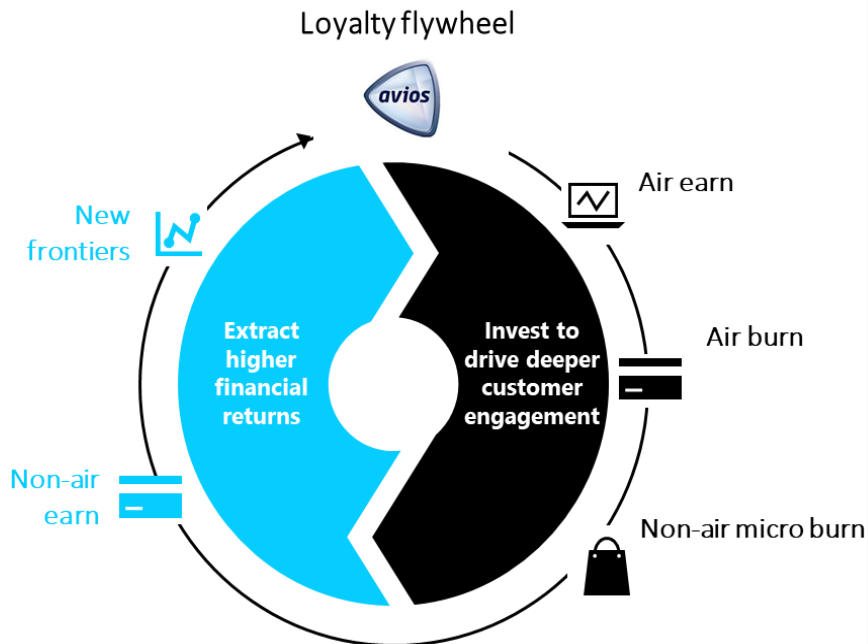 Loyalty flywheel
avios
Air earn
New
frontiers
Extract
higher
financial
returns
Invest to
drive deeper
customer
engagement
Air burn
Non-air
earn
Non-air micro burn